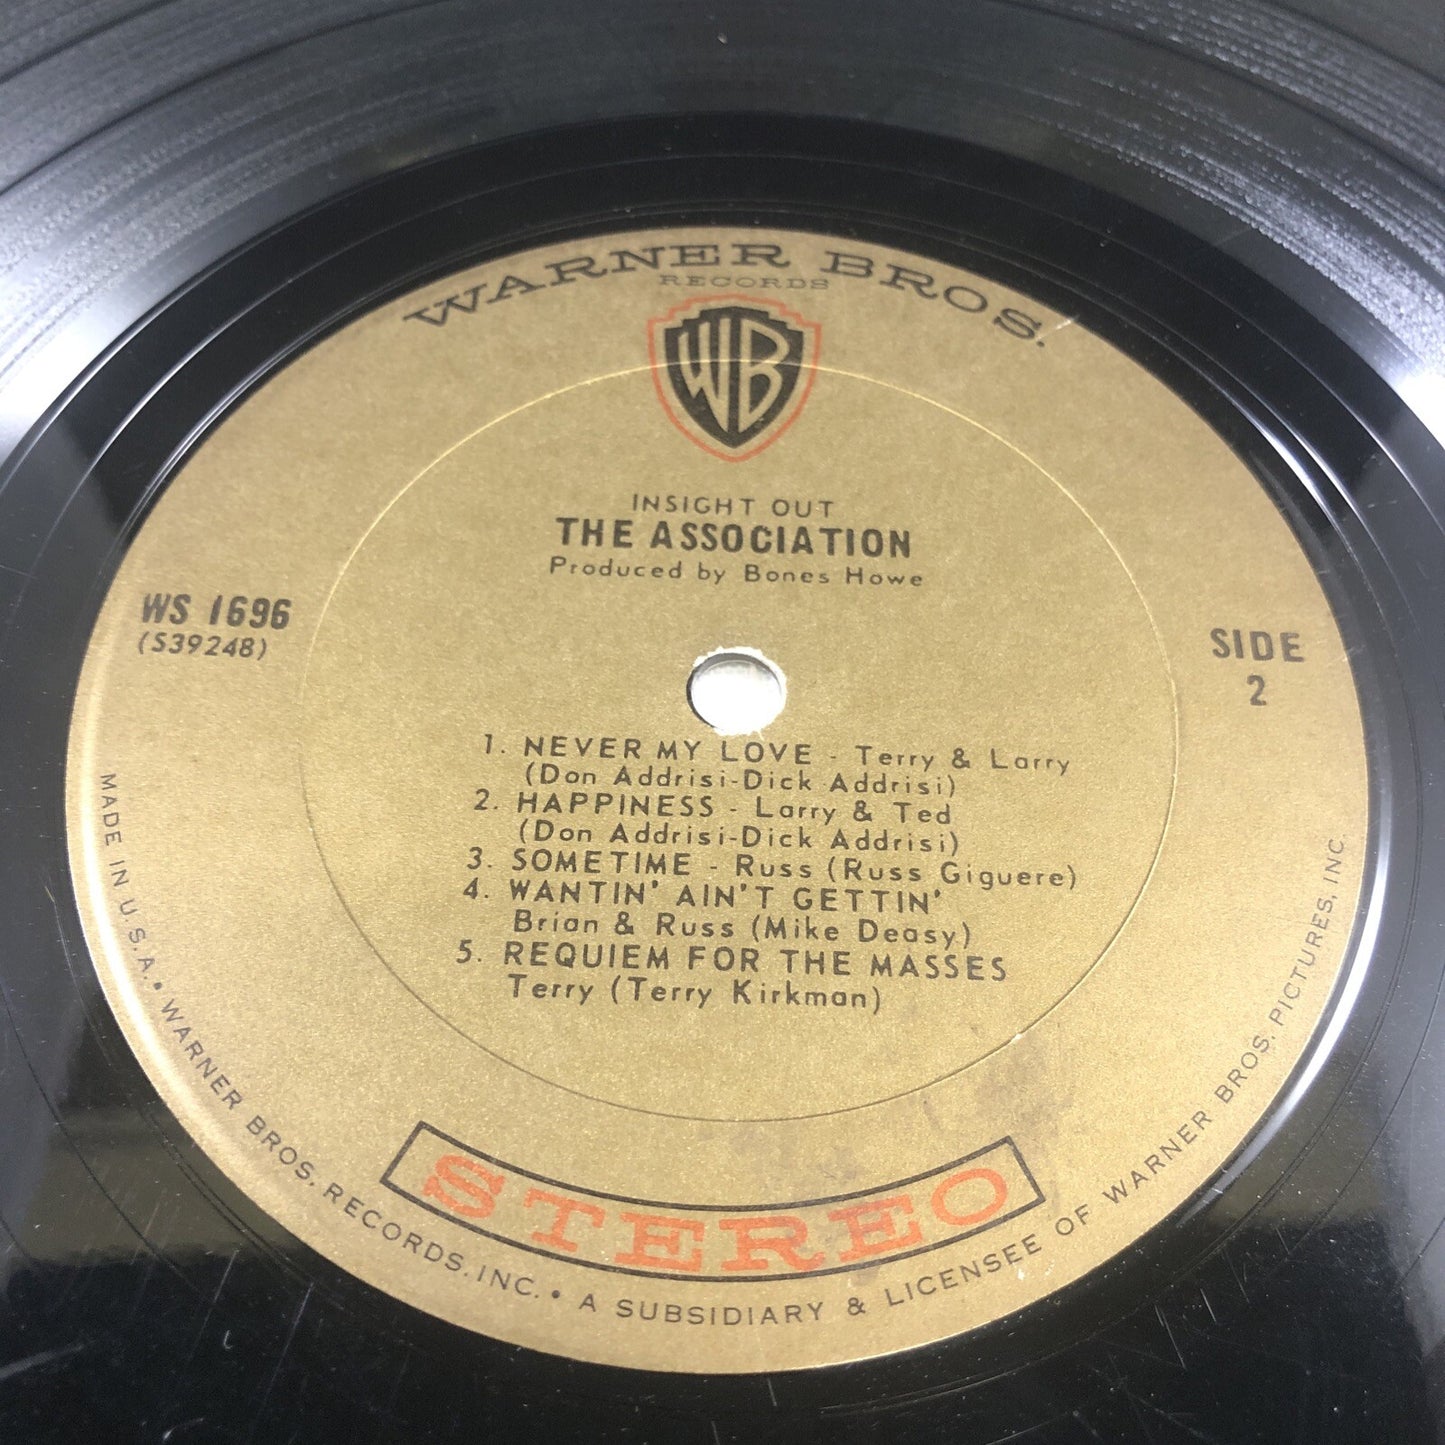 WARNER BROS.
RECORDS
WB
INSIGHT OUT
THE ASSOCIATION
Produced by Bones Howe
WS 1696
(S39248)
SIDE
2
1. NEVER MY LOVE - Terry & Larry
(Don Addrisi-Dick Addrisi)
2. HAPPINESS - Larry & Ted
(Don Addrisi-Dick Addrisi)
3. SOMETIME - Russ (Russ Giguere)
4. WANTIN' AIN'T GETTIN'
Brian & Russ (Mike Deasy)
5. REQUIEM FOR THE MASSES
Terry (Terry Kirkman)
STEREO
MADE IN U.S.A. • WARNER BROS. RECORDS, INC. • A SUBSIDIARY & LICENSEE OF WARNER BROS. PICTURES, INC.